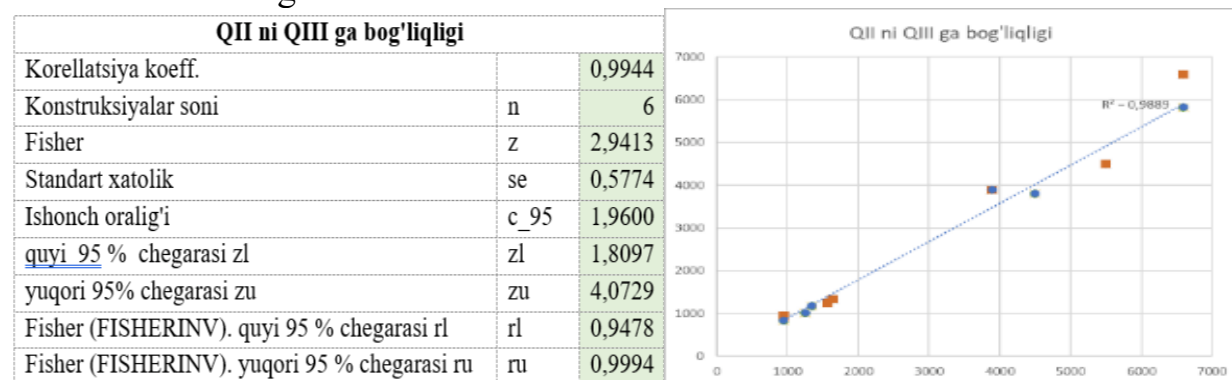 QII ni QIII ga bog'liqligi
Korellatsiya koeff. 0,9944
Konstruksiyalar soni n 6
Fisher z 2,9413
Standart xatolik se 0,5774
Ishonch oralig'i c_95 1,9600
quyi 95 % chegarasi zl zl 1,8097
yuqori 95% chegarasi zu zu 4,0729
Fisher (FISHERINV). quyi 95 % chegarasi rl rl 0,9478
Fisher (FISHERINV). yuqori 95 % chegarasi ru ru 0,9994
QII ni QIII ga bog'liqligi
7000
6000
R² = 0,9889
5000
4000
3000
2000
1000
0
0 1000 2000 3000 4000 5000 6000 7000